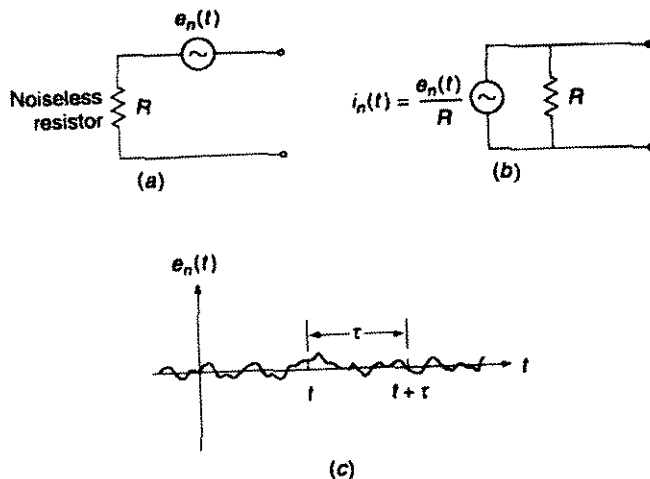 eₙ(t)
Noiseless
resistor
R
(a)
iₙ(t) = eₙ(t)/R
R
(b)
eₙ(t)
τ
t
t + τ
t
(c)